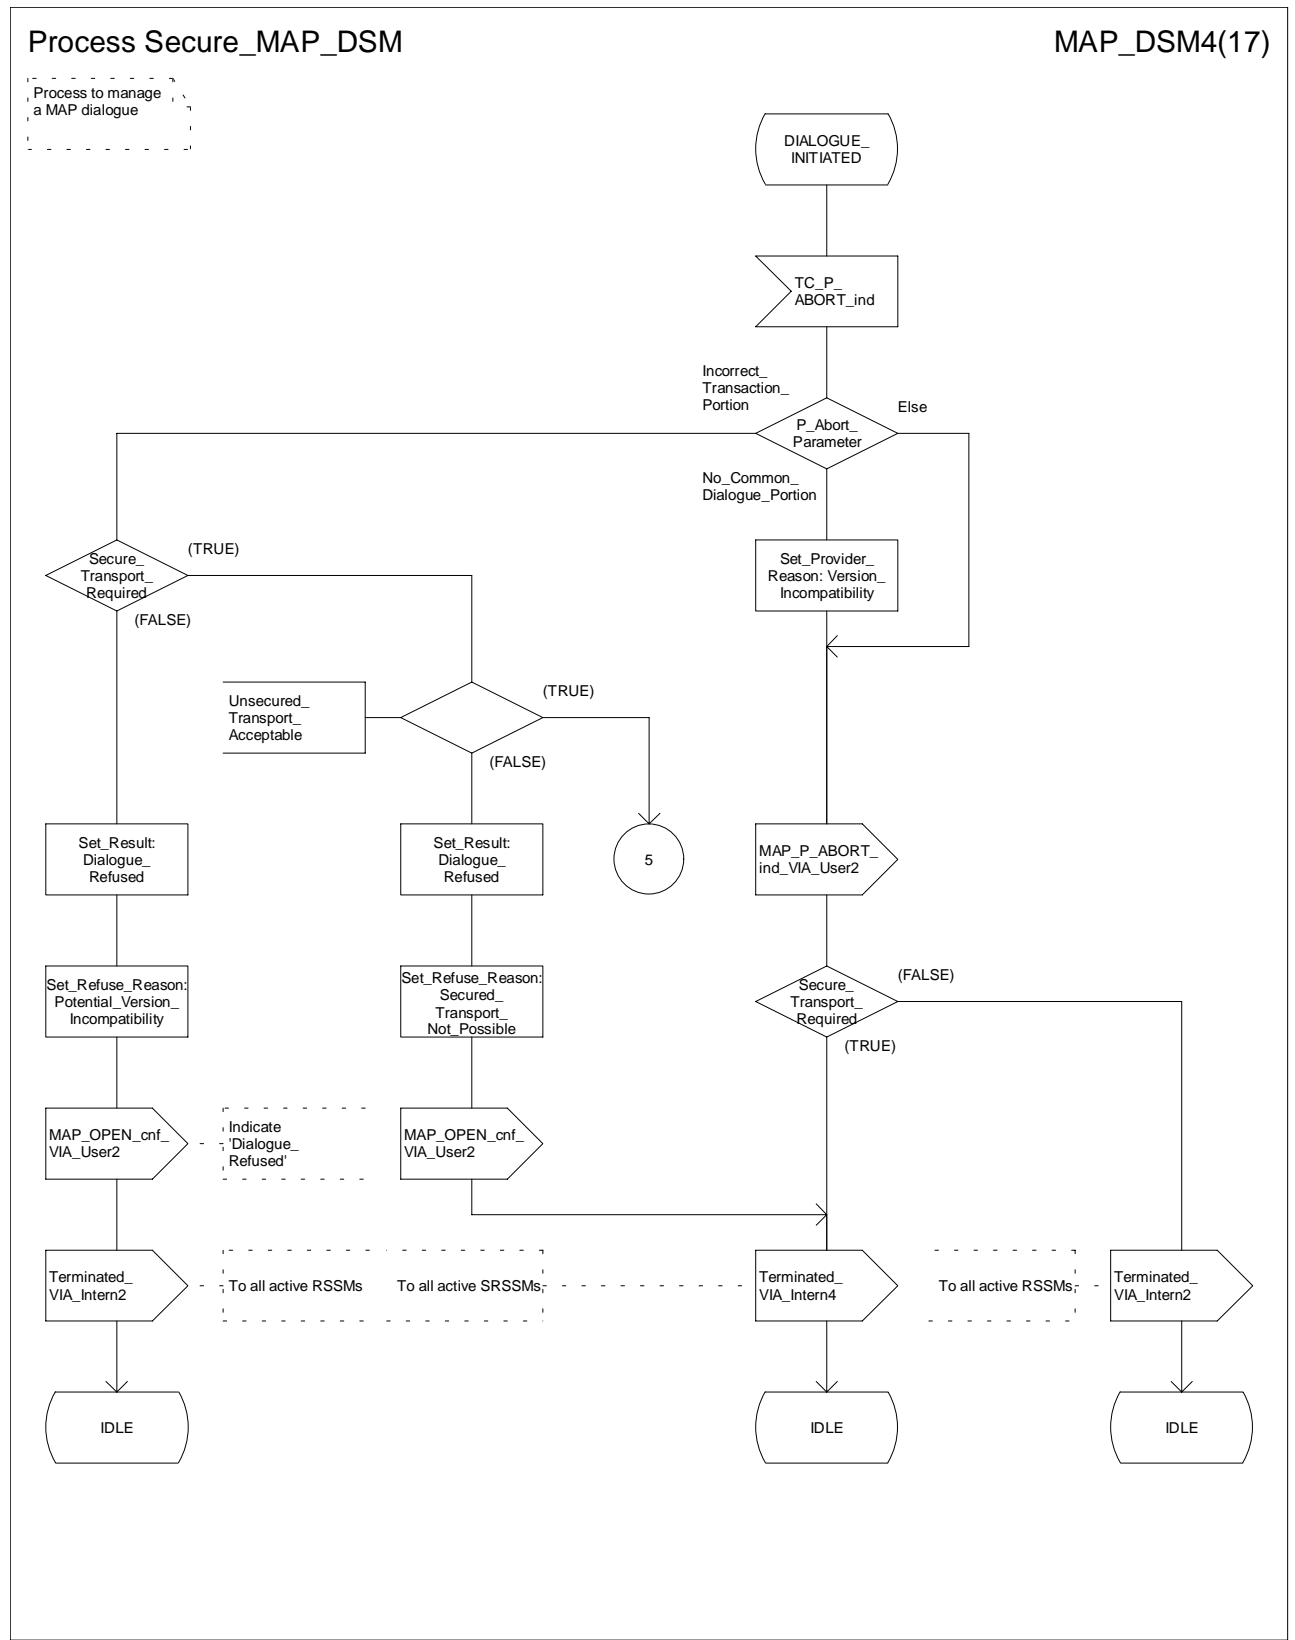 Process Secure_MAP_DSM
MAP_DSM4(17)
Process to manage
a MAP dialogue
DIALOGUE_
INITIATED
TC_P_
ABORT_ind
Incorrect_
Transaction_
Portion
Else
P_Abort_
Parameter
No_Common_
Dialogue_Portion
Secure_
Transport_
Required
(TRUE)
(FALSE)
Set_Provider_
Reason: Version_
Incompatibility
Unsecured_
Transport_
Acceptable
(TRUE)
(FALSE)
Set_Result:
Dialogue_
Refused
Set_Result:
Dialogue_
Refused
5
MAP_P_ABORT_
ind_VIA_User2
Set_Refuse_Reason:
Potential_Version_
Incompatibility
Set_Refuse_Reason:
Secured_
Transport_
Not_Possible
Secure_
Transport_
Required
(FALSE)
(TRUE)
MAP_OPEN_cnf_
VIA_User2
Indicate
'Dialogue_
Refused'
MAP_OPEN_cnf_
VIA_User2
Terminated_
VIA_Intern2
To all active RSSMs
To all active SRSSMs
Terminated_
VIA_Intern4
To all active RSSMs
Terminated_
VIA_Intern2
IDLE
IDLE
IDLE